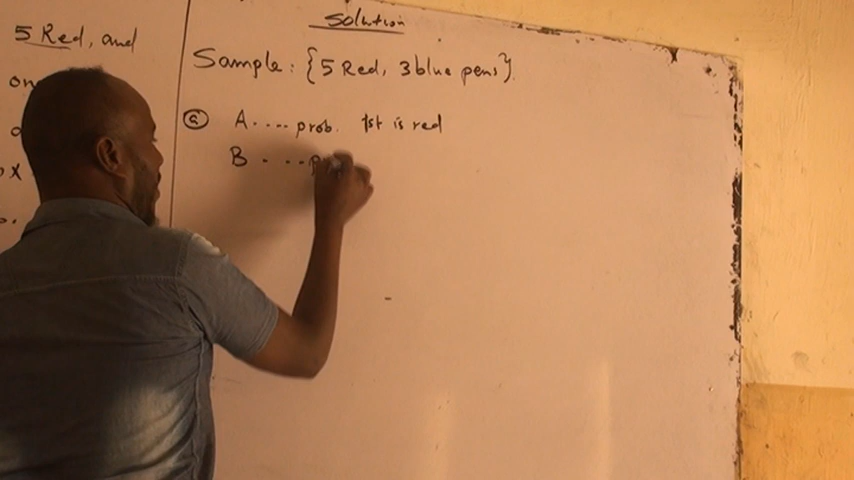 5 Red, and
on
Solution
Sample: {5 Red, 3 blue pens}.
ⓐ A.... prob. 1st is red
B....p